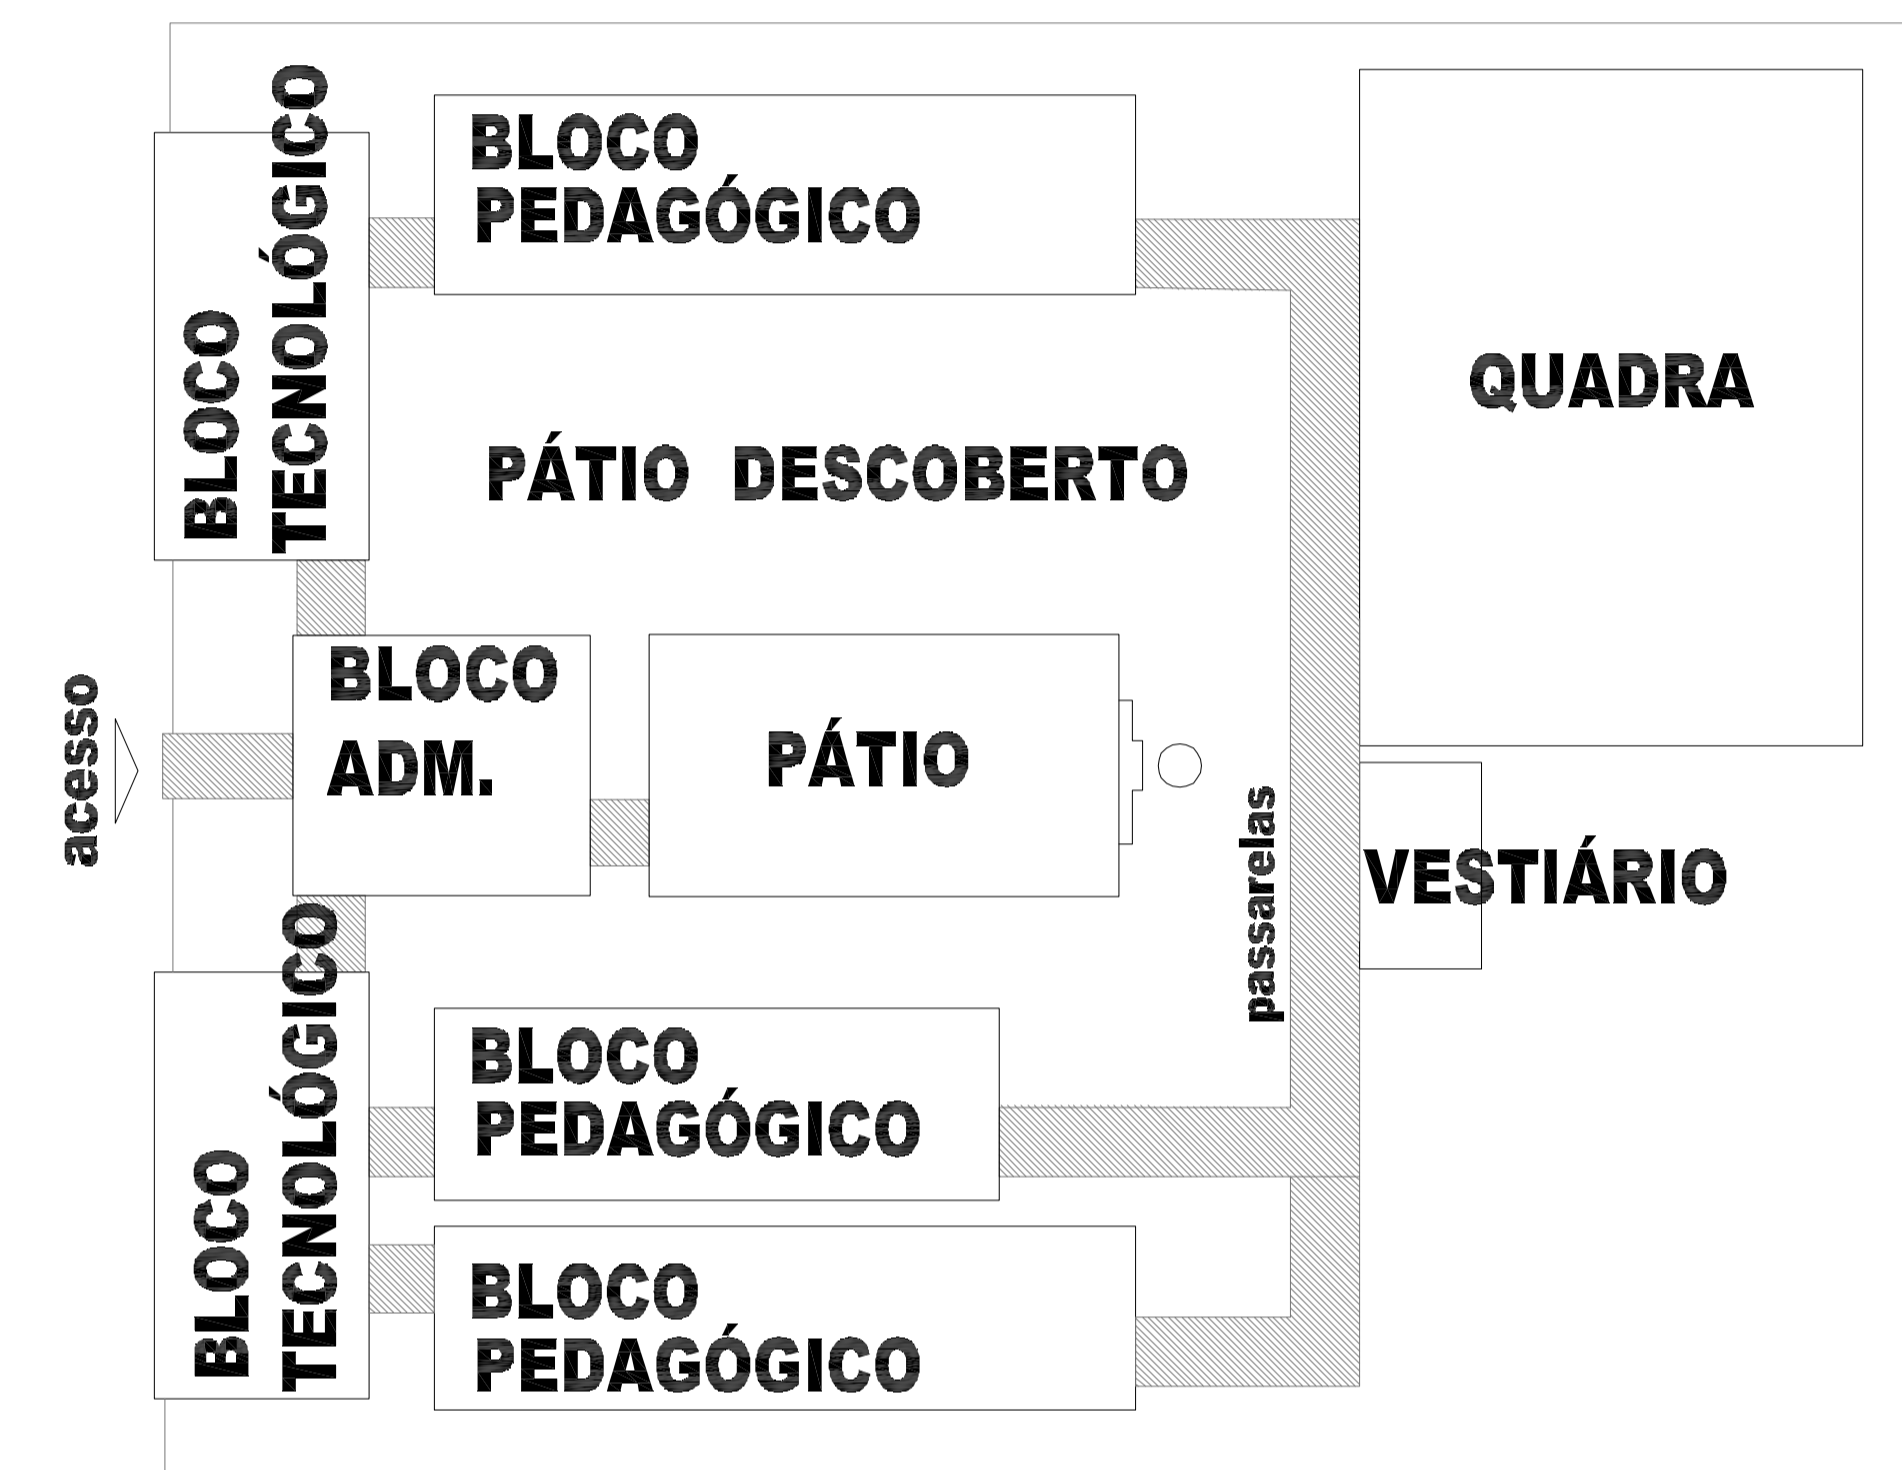 BLOCO
TECNOLÓGICO
BLOCO
PEDAGÓGICO
QUADRA
PÁTIO DESCOBERTO
acesso
BLOCO
ADM.
PÁTIO
passarelas
VESTIÁRIO
BLOCO
TECNOLÓGICO
BLOCO
PEDAGÓGICO
BLOCO
PEDAGÓGICO